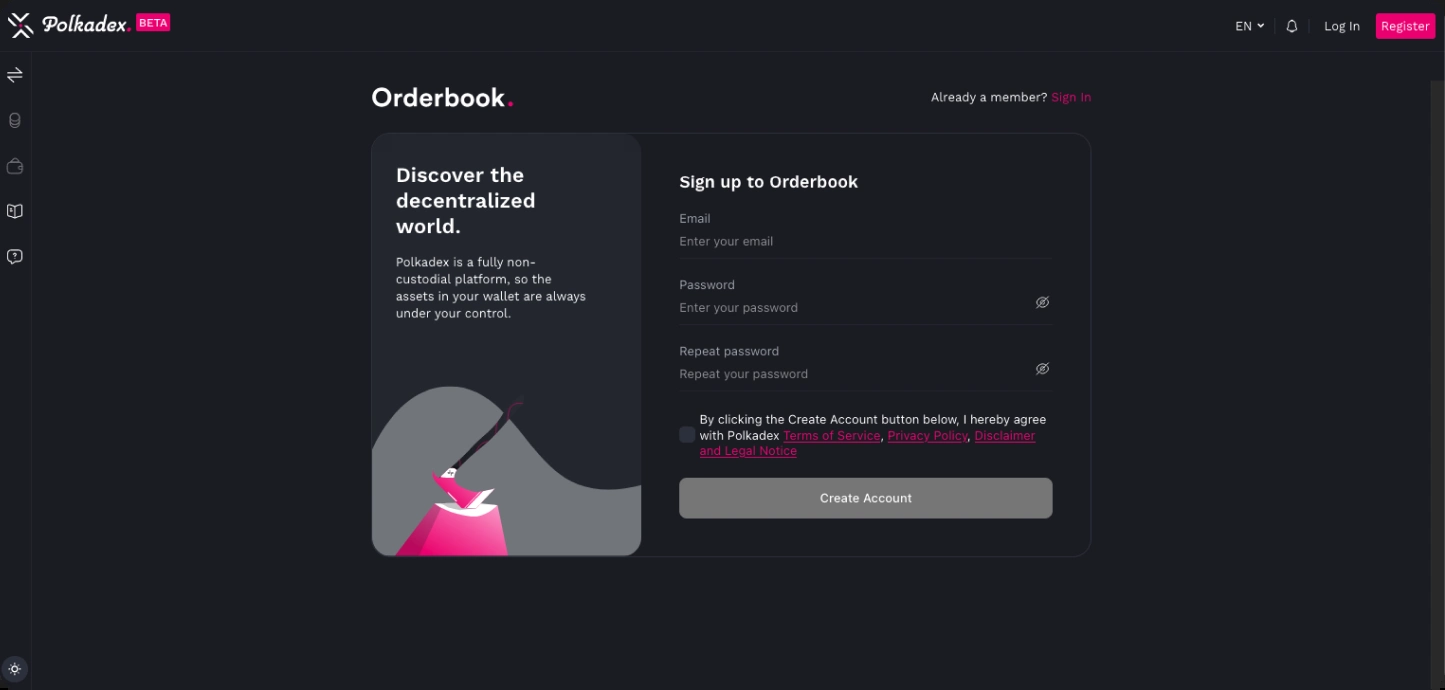 Polkadex. BETA
EN
Log In
Register
Orderbook.
Already a member? Sign In
Discover the
decentralized
world.
Polkadex is a fully non-
custodial platform, so the
assets in your wallet are always
under your control.
Sign up to Orderbook
Email
Enter your email
Password
Enter your password
Repeat password
Repeat your password
By clicking the Create Account button below, I hereby agree
with Polkadex Terms of Service, Privacy Policy, Disclaimer
and Legal Notice
Create Account